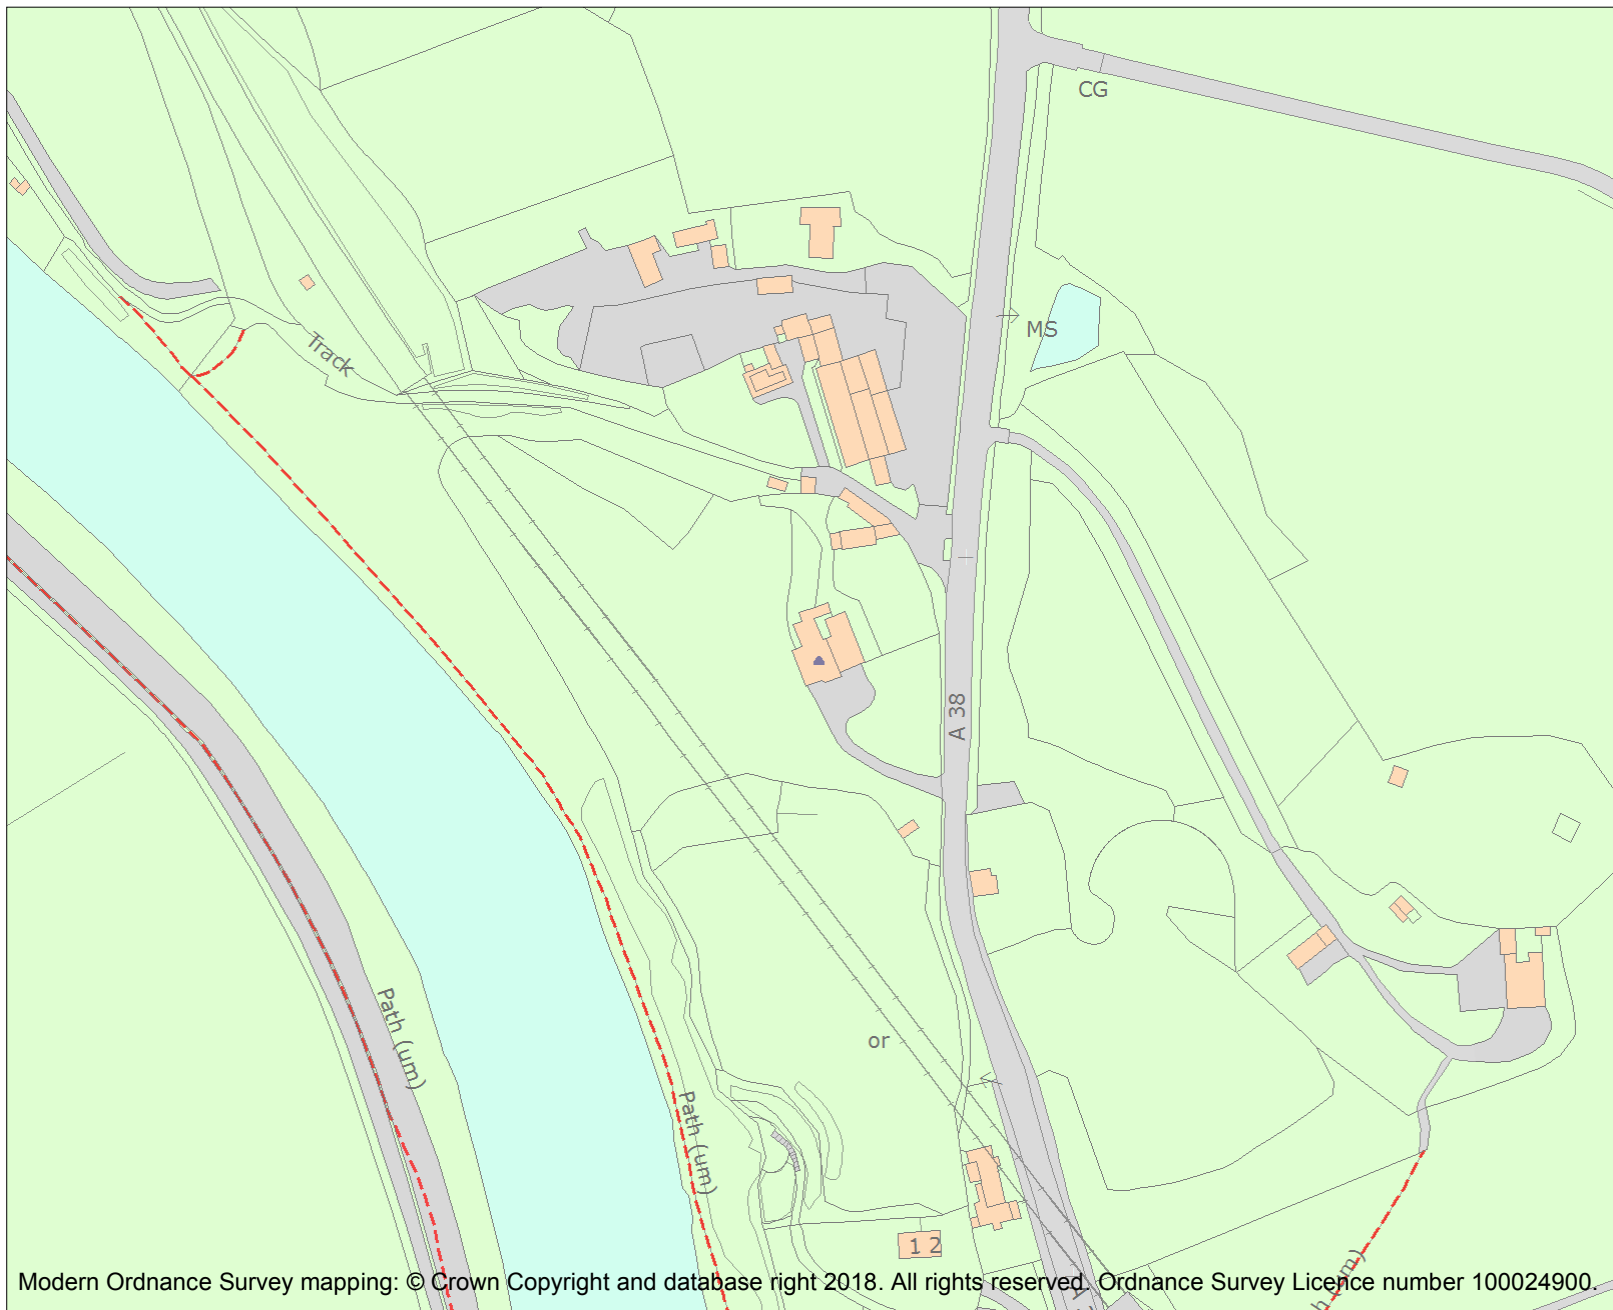 CG
MS
Track
A 38
or
Path (um)
Path (um)
1 2
Modern Ordnance Survey mapping: © Crown Copyright and database right 2018. All rights reserved. Ordnance Survey Licence number 100024900.